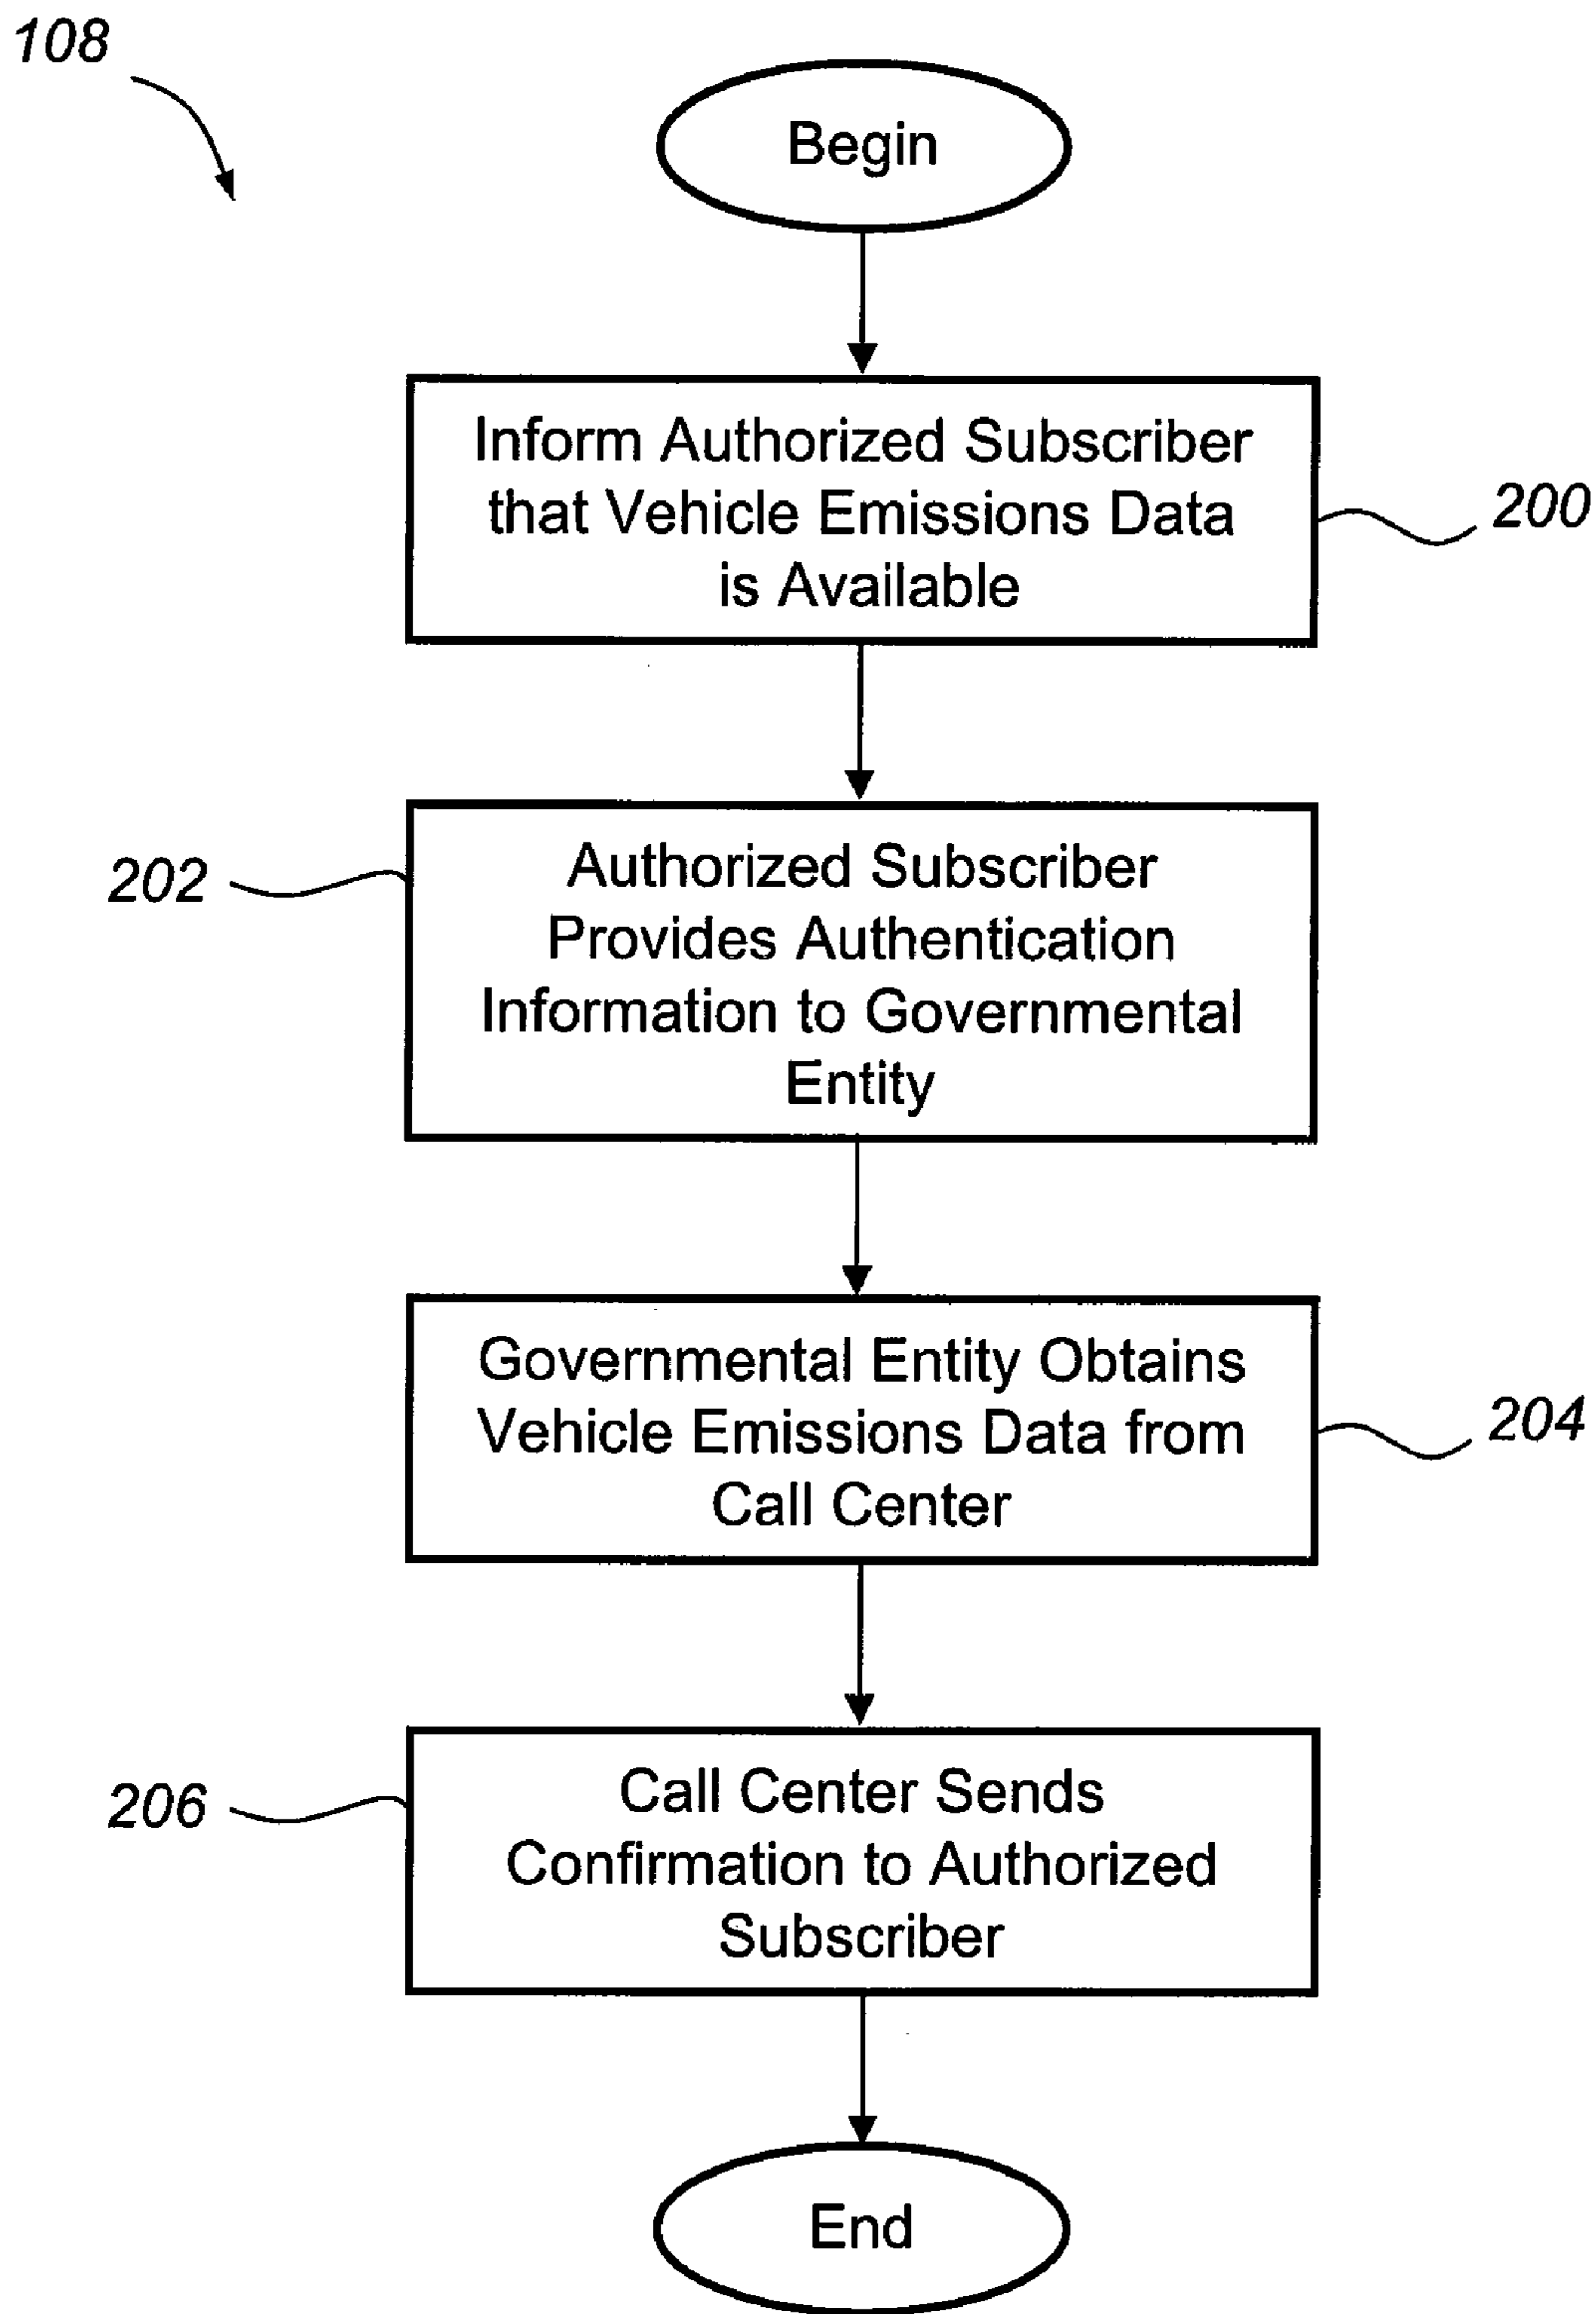 108
Begin
Inform Authorized Subscriber
that Vehicle Emissions Data
is Available
200
202
Authorized Subscriber
Provides Authentication
Information to Governmental
Entity
Governmental Entity Obtains
Vehicle Emissions Data from
Call Center
204
206
Call Center Sends
Confirmation to Authorized
Subscriber
End